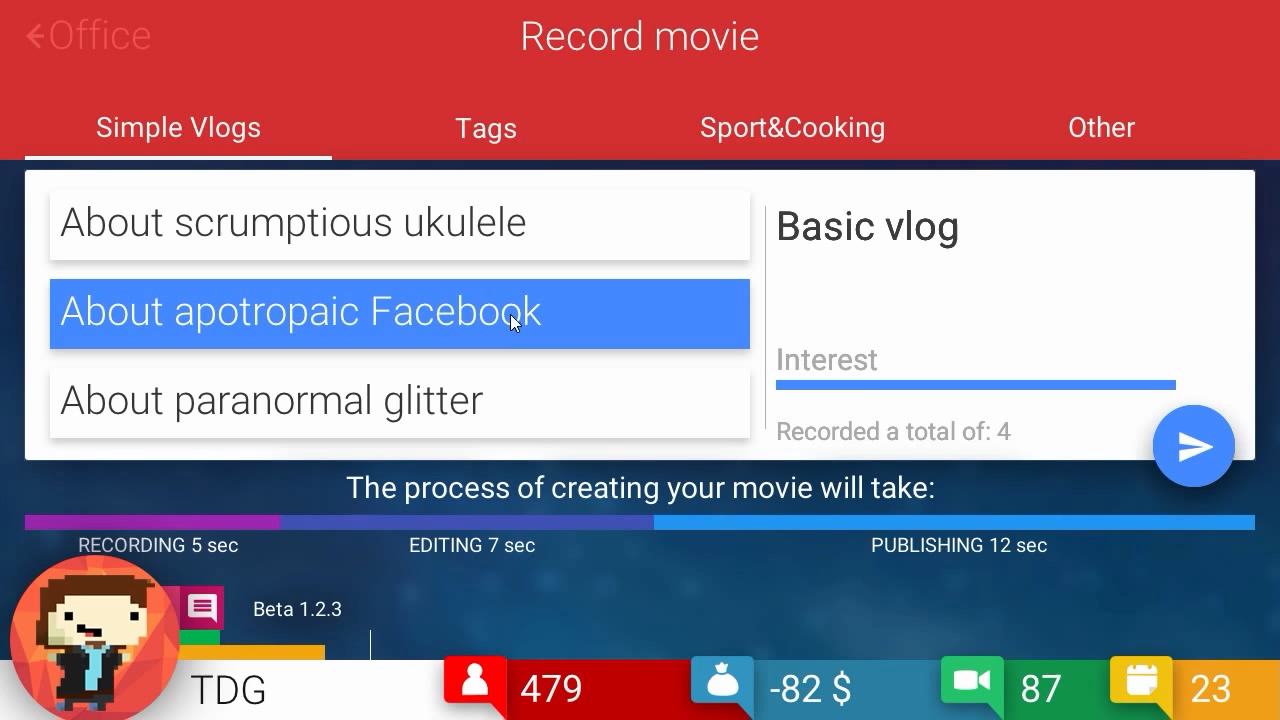 Office
Record movie
Simple Vlogs
Tags
Sport&Cooking
Other
About scrumptious ukulele
About apotropaic Facebook
About paranormal glitter
Basic vlog
Interest
Recorded a total of: 4
The process of creating your movie will take:
RECORDING 5 sec
EDITING 7 sec
PUBLISHING 12 sec
Beta 1.2.3
TDG
479
-82 $
87
23